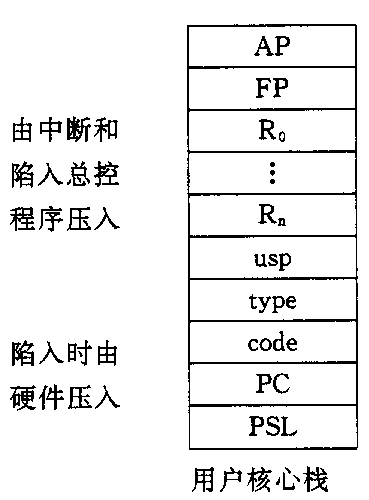 AP
FP
由中断和
R₀
陷入总控
⋮
程序压入
Rₙ
usp
type
陷入时由
code
硬件压入
PC
PSL
用户核心栈